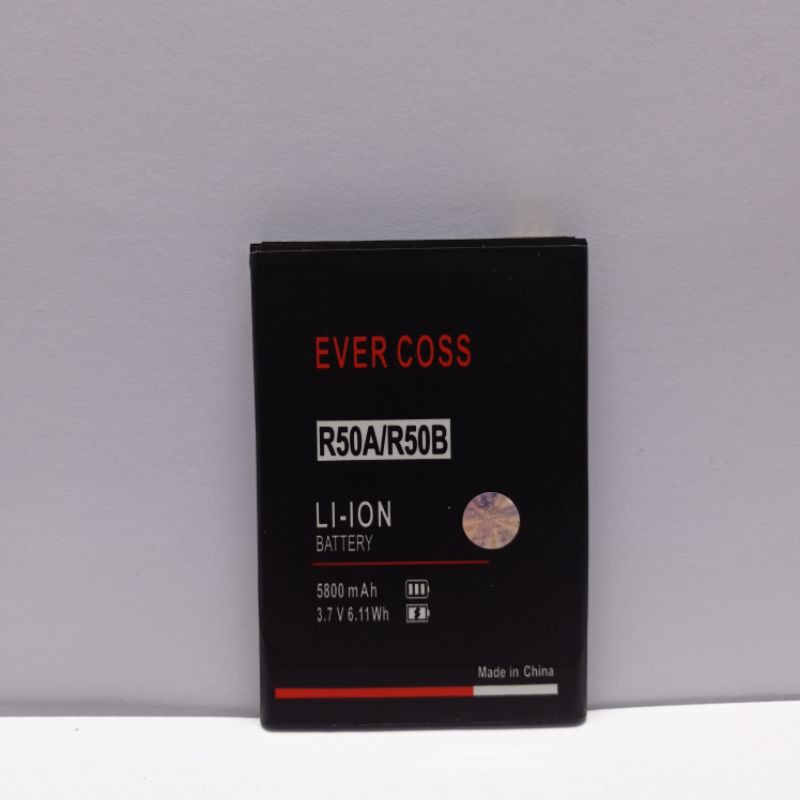 EVER COSS
R50A/R50B
LI-ION
BATTERY
5800 mAh
3.7 V 6.11Wh
Made in China